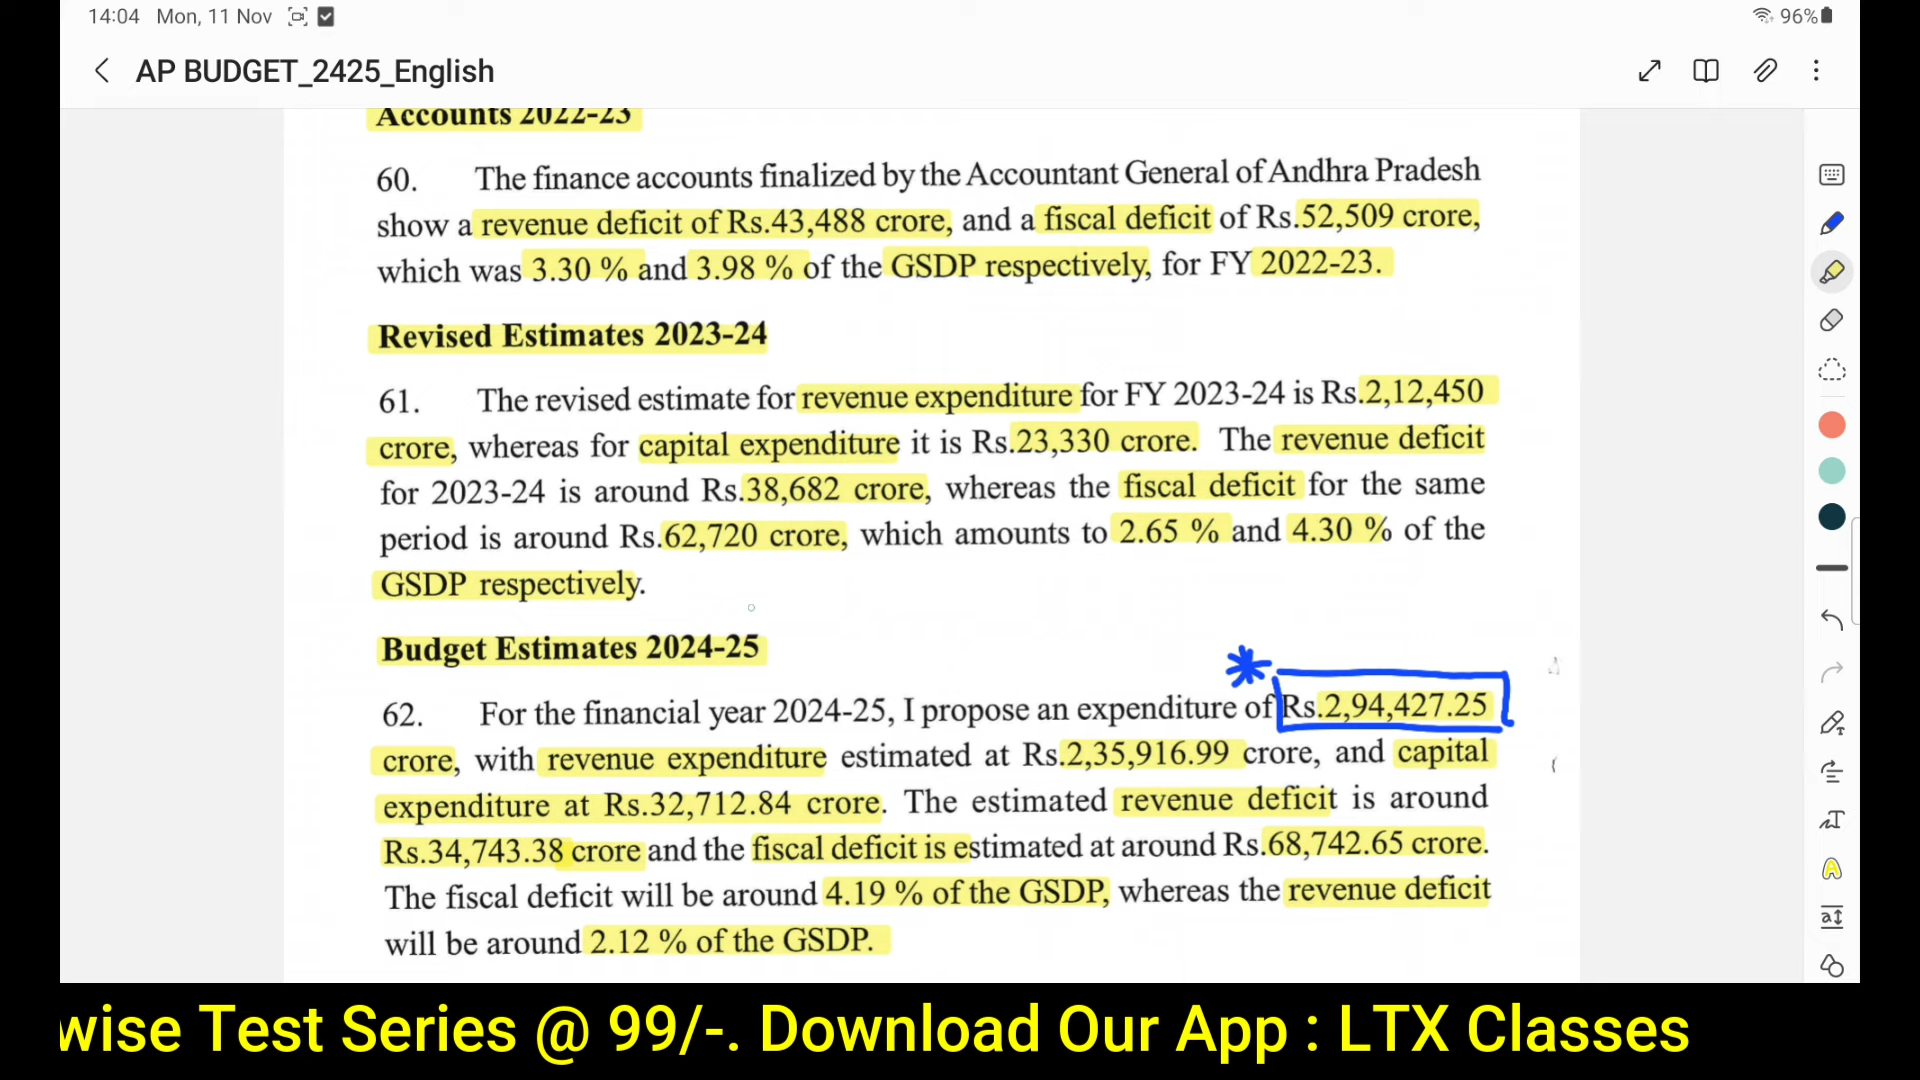 14:04 Mon, 11 Nov
96%
AP BUDGET_2425_English
Accounts 2022-23
60. The finance accounts finalized by the Accountant General of Andhra Pradesh
show a revenue deficit of Rs.43,488 crore, and a fiscal deficit of Rs.52,509 crore,
which was 3.30 % and 3.98 % of the GSDP respectively, for FY 2022-23.
Revised Estimates 2023-24
61. The revised estimate for revenue expenditure for FY 2023-24 is Rs.2,12,450
crore, whereas for capital expenditure it is Rs.23,330 crore. The revenue deficit
for 2023-24 is around Rs.38,682 crore, whereas the fiscal deficit for the same
period is around Rs.62,720 crore, which amounts to 2.65 % and 4.30 % of the
GSDP respectively.
Budget Estimates 2024-25
62. For the financial year 2024-25, I propose an expenditure of Rs.2,94,427.25
crore, with revenue expenditure estimated at Rs.2,35,916.99 crore, and capital
expenditure at Rs.32,712.84 crore. The estimated revenue deficit is around
Rs.34,743.38 crore and the fiscal deficit is estimated at around Rs.68,742.65 crore.
The fiscal deficit will be around 4.19 % of the GSDP, whereas the revenue deficit
will be around 2.12 % of the GSDP.
wise Test Series @ 99/-. Download Our App : LTX Classes